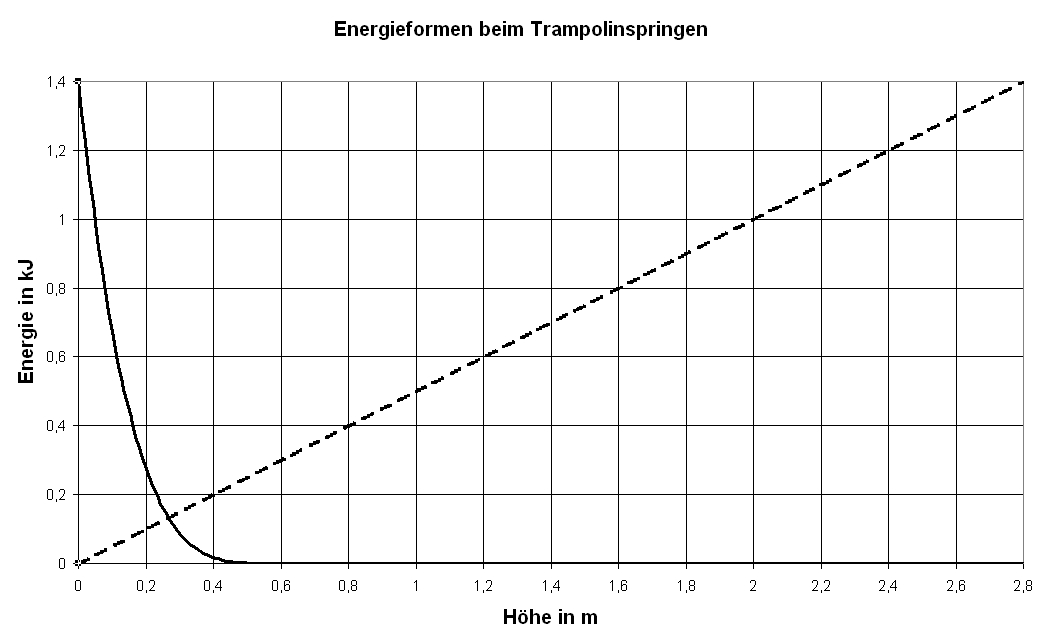 Energieformen beim Trampolinspringen
1,4
1,2
1
0,8
0,6
0,4
0,2
0
Energie in kJ
0 0,2 0,4 0,6 0,8 1 1,2 1,4 1,6 1,8 2 2,2 2,4 2,6 2,8
Höhe in m